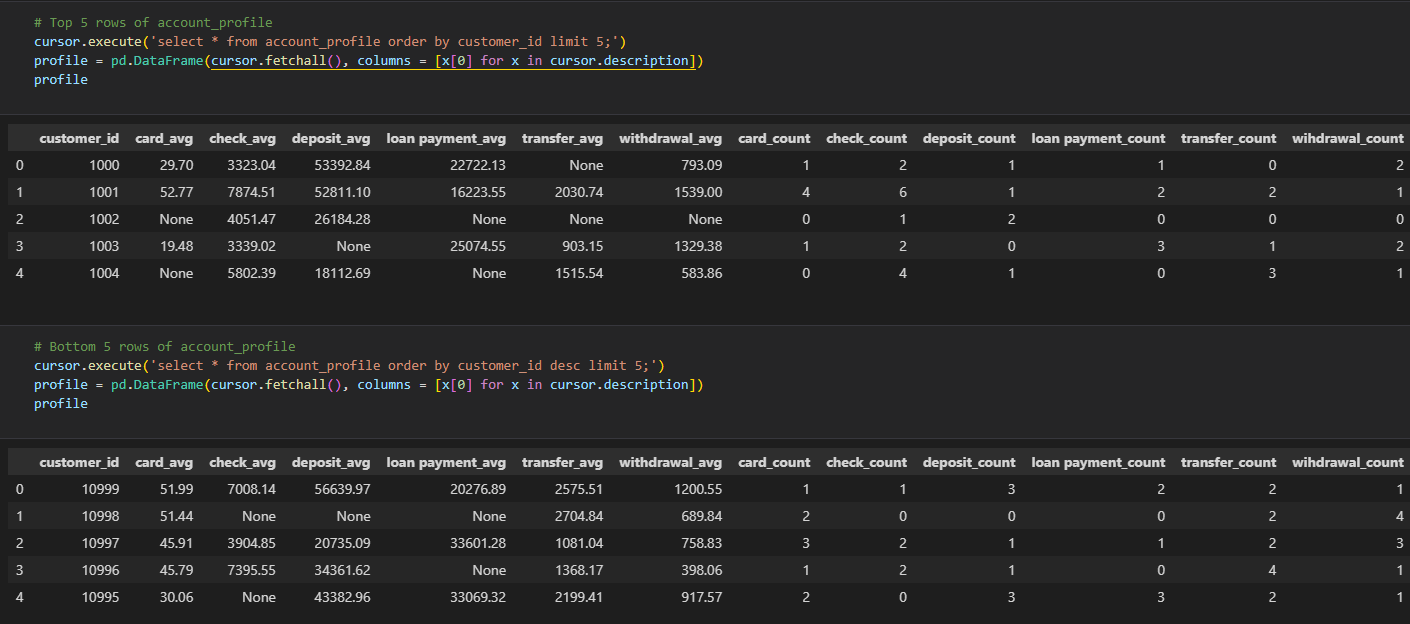 # Top 5 rows of account_profile
cursor.execute('select * from account_profile order by customer_id limit 5;')
profile = pd.DataFrame(cursor.fetchall(), columns = [x[0] for x in cursor.description])
profile
customer_id card_avg check_avg deposit_avg loan payment_avg transfer_avg withdrawal_avg card_count check_count deposit_count loan payment_count transfer_count wihdrawal_count
0 1000 29.70 3323.04 53392.84 22722.13 None 793.09 1 2 1 1 0 2
1 1001 52.77 7874.51 52811.10 16223.55 2030.74 1539.00 4 6 1 2 2 1
2 1002 None 4051.47 26184.28 None None None 0 1 2 0 0 0
3 1003 19.48 3339.02 None 25074.55 903.15 1329.38 1 2 0 3 1 2
4 1004 None 5802.39 18112.69 None 1515.54 583.86 0 4 1 0 3 1
# Bottom 5 rows of account_profile
cursor.execute('select * from account_profile order by customer_id desc limit 5;')
profile = pd.DataFrame(cursor.fetchall(), columns = [x[0] for x in cursor.description])
profile
customer_id card_avg check_avg deposit_avg loan payment_avg transfer_avg withdrawal_avg card_count check_count deposit_count loan payment_count transfer_count wihdrawal_count
0 10999 51.99 7008.14 56639.97 20276.89 2575.51 1200.55 1 1 3 2 2 1
1 10998 51.44 None None None 2704.84 689.84 2 0 0 0 2 4
2 10997 45.91 3904.85 20735.09 33601.28 1081.04 758.83 3 2 1 1 2 3
3 10996 45.79 7395.55 34361.62 None 1368.17 398.06 1 2 1 0 4 1
4 10995 30.06 None 43382.96 33069.32 2199.41 917.57 2 0 3 3 2 1